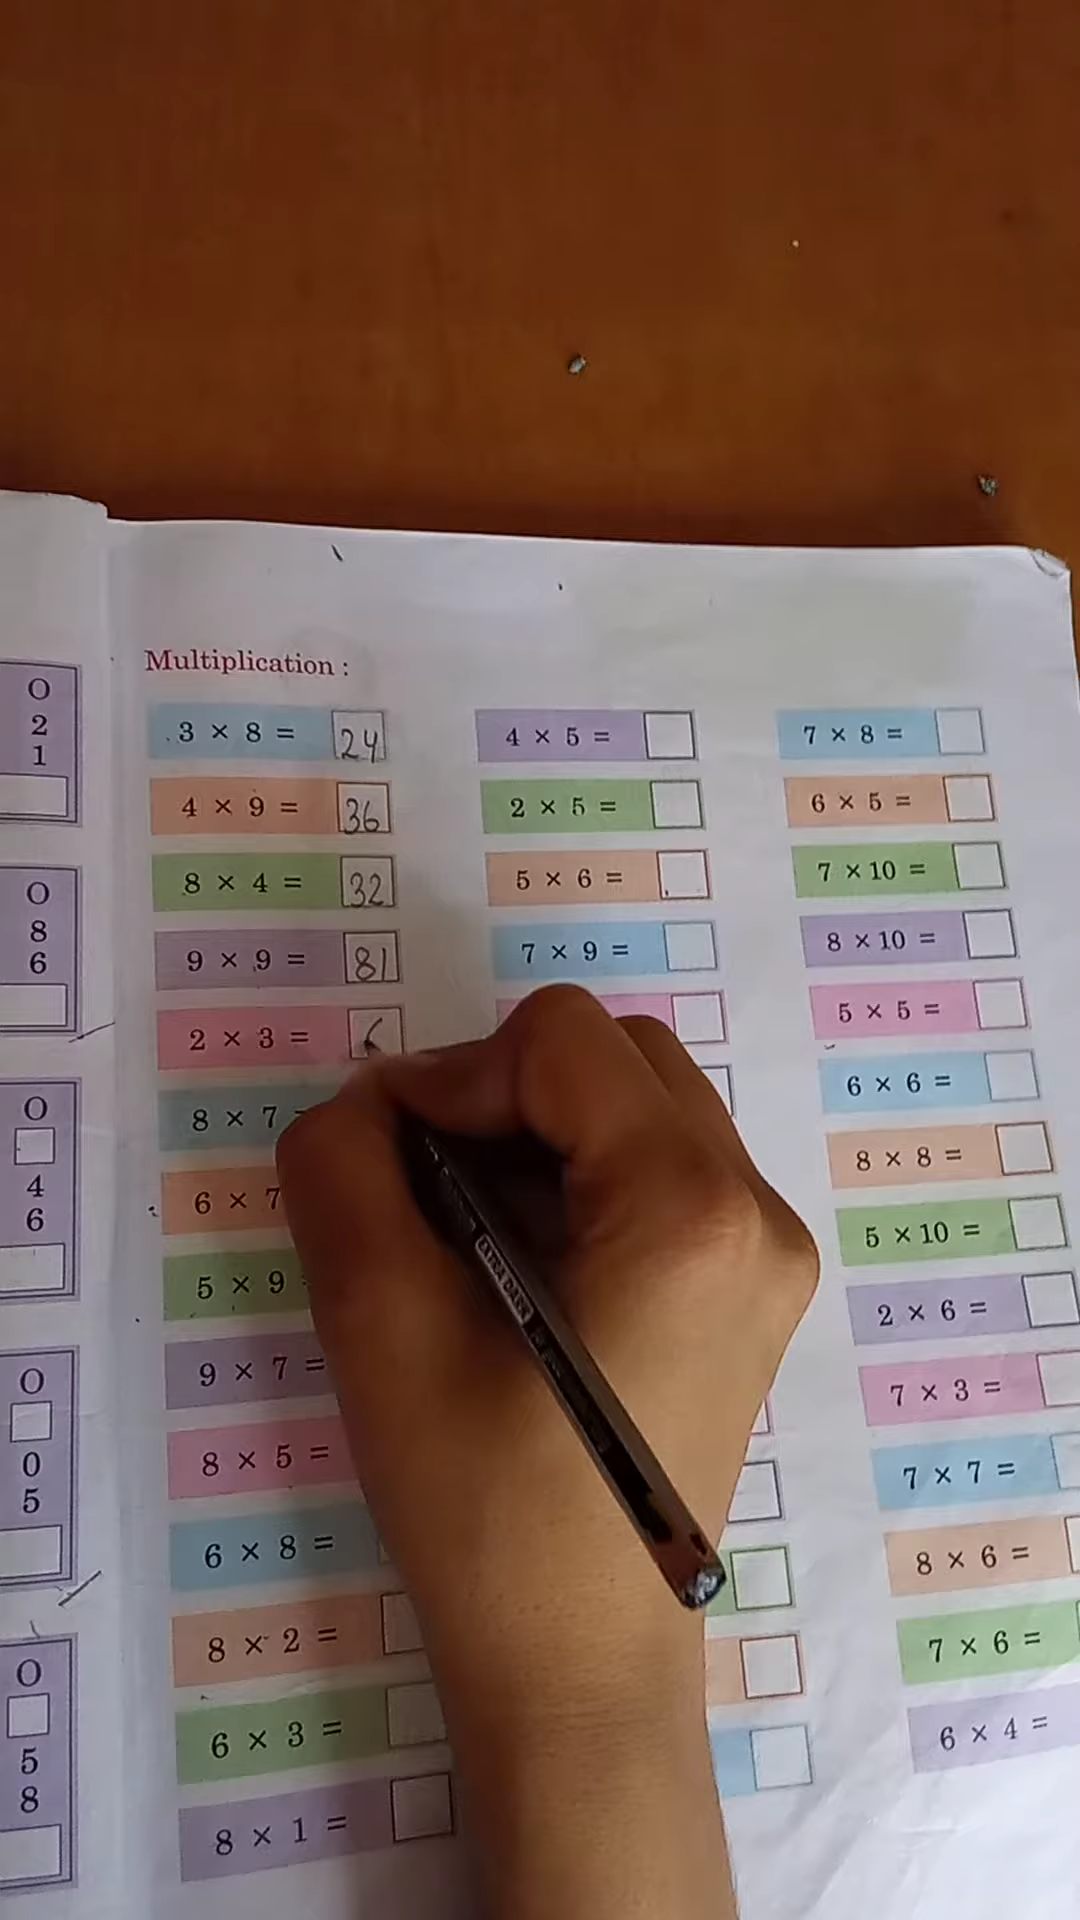 O
2
1
O
8
6
O
4
6
O
0
5
O
5
8
Multiplication :
3 × 8 = 24
4 × 9 = 36
8 × 4 = 32
9 × 9 = 81
2 × 3 = 6
8 × 7 =
6 × 7
5 × 9
9 × 7 =
8 × 5 =
6 × 8 =
8 × 2 =
6 × 3 =
8 × 1 =
4 × 5 =
2 × 5 =
5 × 6 =
7 × 9 =
7 × 8 =
6 × 5 =
7 × 10 =
8 × 10 =
5 × 5 =
6 × 6 =
8 × 8 =
5 × 10 =
2 × 6 =
7 × 3 =
7 × 7 =
8 × 6 =
7 × 6 =
6 × 4 =